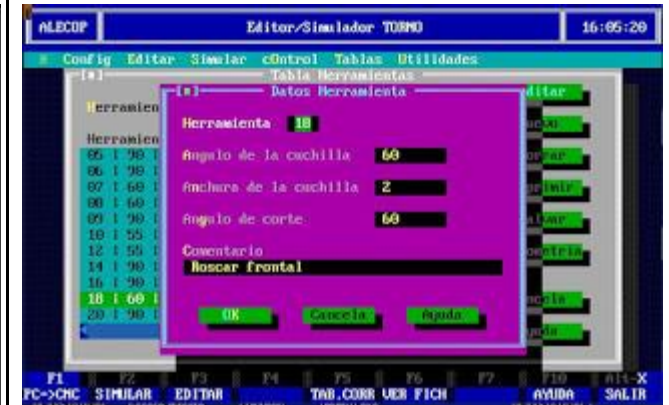 ALECOP Editor/Simulador TORNO 16:05:20
≡ Config Editar Simular cOntrol Tablas Utilidades
Tabla Herramientas
Datos Herramienta
Herramien
Herramienta 18
Herramien
Angulo de la cuchilla 60
Anchura de la cuchilla 2
Angulo de corte 60
Comentario
Roscar frontal
05 | 90 |
06 | 90 |
07 | 60 |
08 | 60 |
09 | 90 |
10 | 55 |
12 | 55 |
14 | 90 |
16 | 90 |
18 | 60 |
20 | 90 |
OK Cancela Ayuda
F1 F2 F3 F4 F5 F6 F7 F10 Alt-X
PC->CNC SIMULAR EDITAR TAB.CORR VER FICH AYUDA SALIR